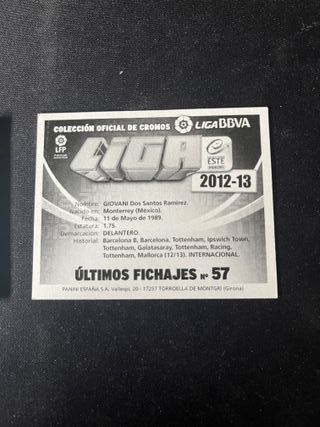 COLECCIÓN OFICIAL DE CROMOS LIGA BBVA
LFP
LIGA
ESTE
PANINI
2012-13
Nombre: GIOVANI Dos Santos Ramírez.
Nacido en: Monterrey (México).
Fecha: 11 de Mayo de 1989.
Estatura: 1,75.
Demarcación: DELANTERO.
Historial: Barcelona B, Barcelona, Tottenham, Ipswich Town,
Tottenham, Galatasaray, Tottenham, Racing,
Tottenham, Mallorca (12/13). INTERNACIONAL.
ÚLTIMOS FICHAJES Nº 57
PANINI ESPAÑA S.A. Vallespí, 20 - 17257 TORROELLA DE MONTGRÍ (Girona)